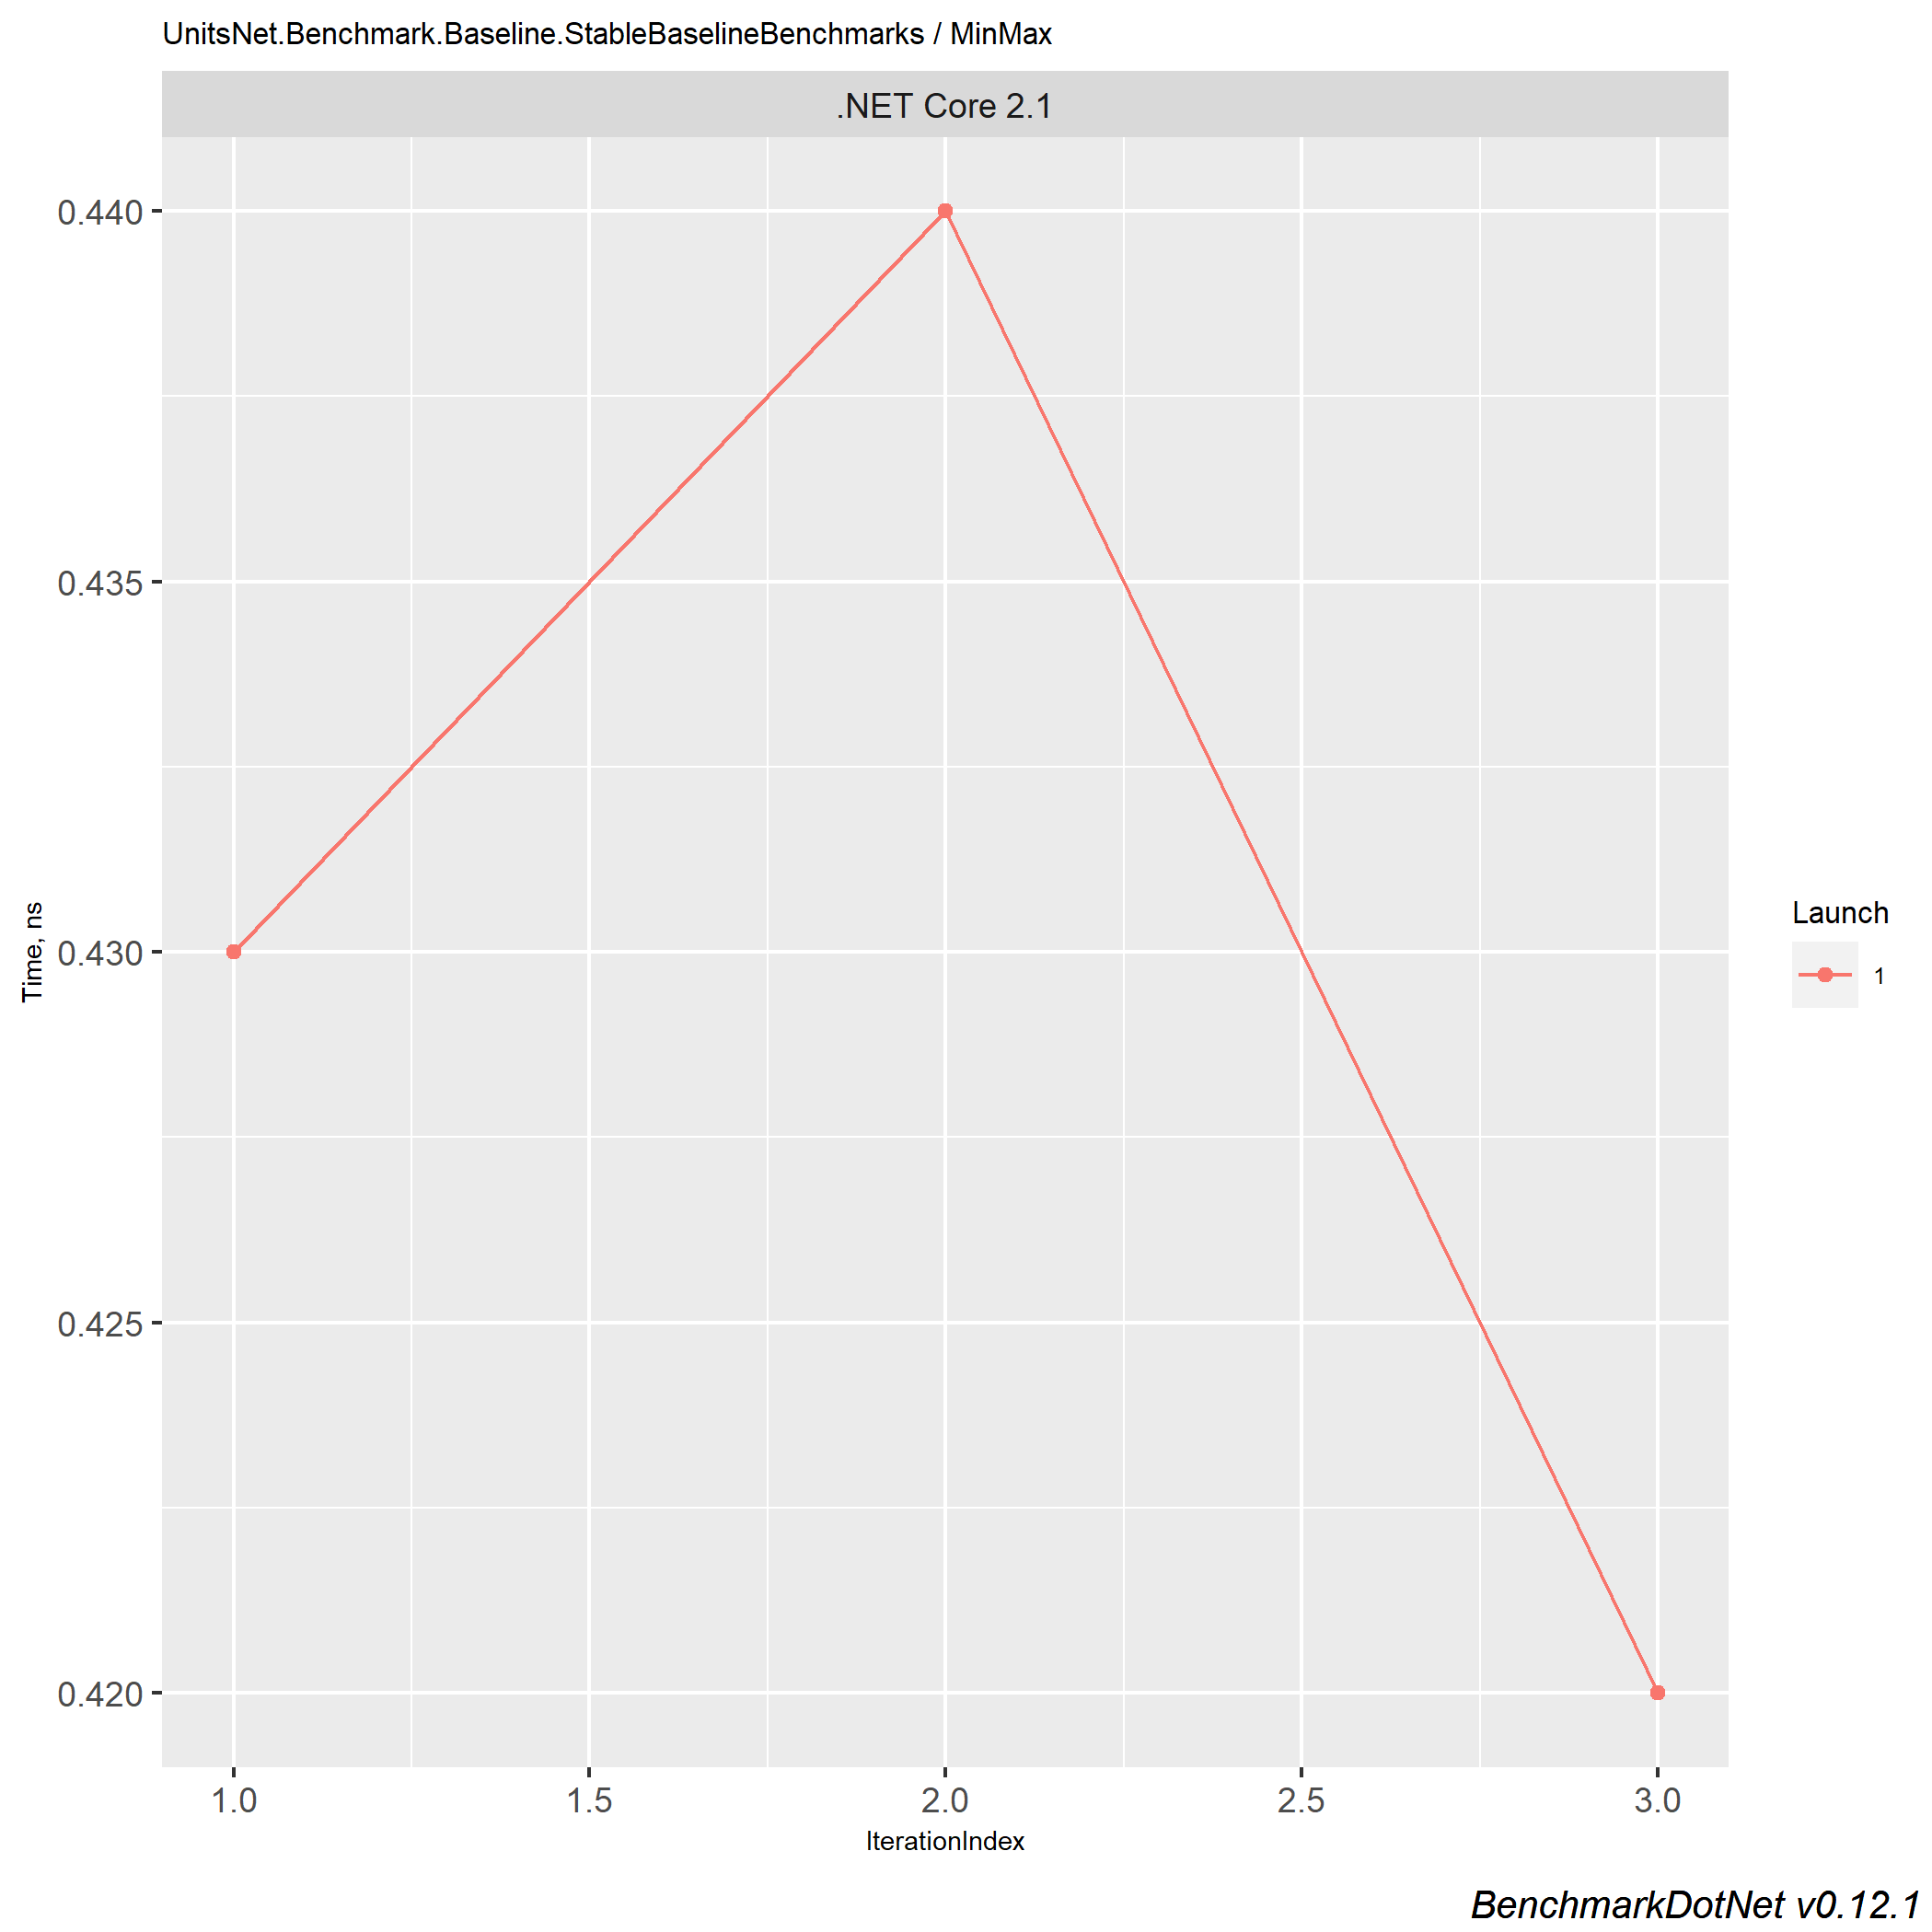 UnitsNet.Benchmark.Baseline.StableBaselineBenchmarks / MinMax
.NET Core 2.1
Time, ns
0.440
0.435
0.430
0.425
0.420
1.0 1.5 2.0 2.5 3.0
IterationIndex
Launch
1
BenchmarkDotNet v0.12.1